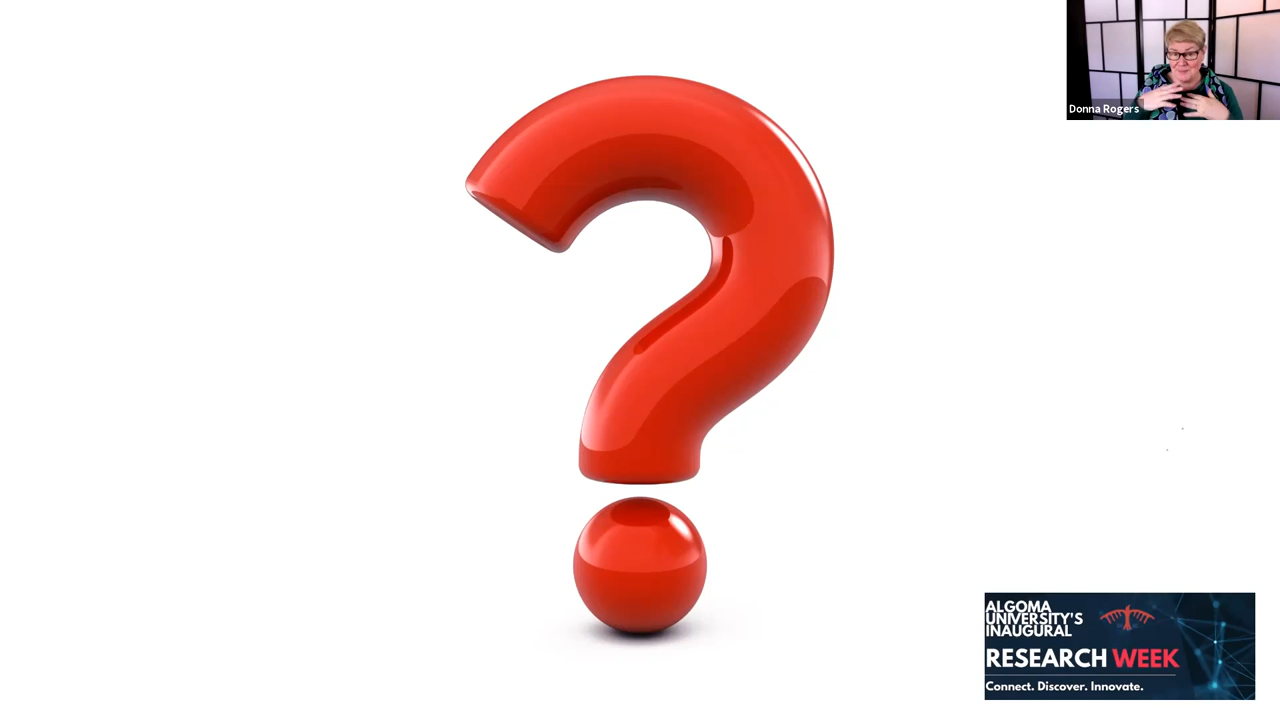 ?
Donna Rogers
ALGOMA
UNIVERSITY'S
INAUGURAL
RESEARCH WEEK
Connect. Discover. Innovate.